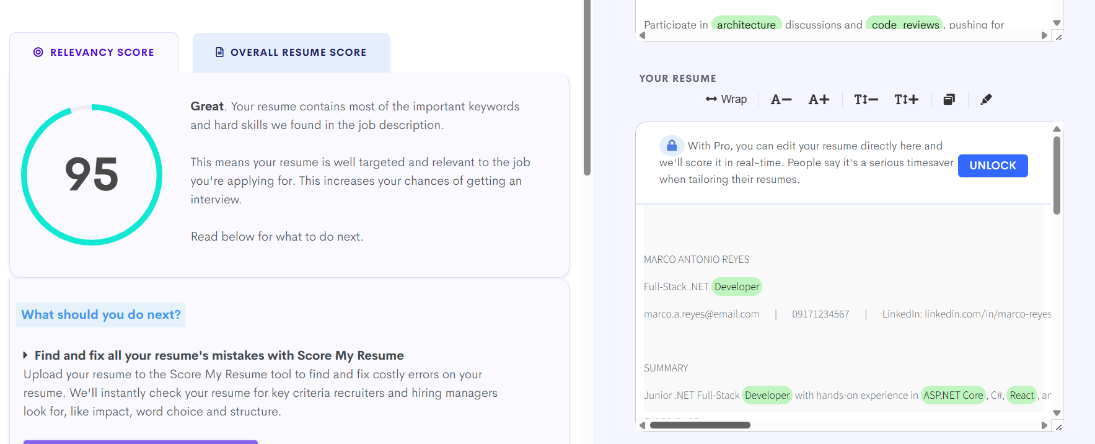 RELEVANCY SCORE
OVERALL RESUME SCORE
95
Great. Your resume contains most of the important keywords
and hard skills we found in the job description.
This means your resume is well targeted and relevant to the job
you're applying for. This increases your chances of getting an
interview.
Read below for what to do next.
What should you do next?
Find and fix all your resume's mistakes with Score My Resume
Upload your resume to the Score My Resume tool to find and fix costly errors on your
resume. We'll instantly check your resume for key criteria recruiters and hiring managers
look for, like impact, word choice and structure.
Participate in architecture discussions and code reviews, pushing for
YOUR RESUME
Wrap A− A+ T− T+
With Pro, you can edit your resume directly here and
we'll score it in real-time. People say it's a serious timesaver
when tailoring their resumes.
UNLOCK
MARCO ANTONIO REYES
Full-Stack .NET Developer
marco.a.reyes@email.com | 09171234567 | LinkedIn: linkedin.com/in/marco-reyes
SUMMARY
Junior .NET Full-Stack Developer with hands-on experience in ASP.NET Core, C#, React, an